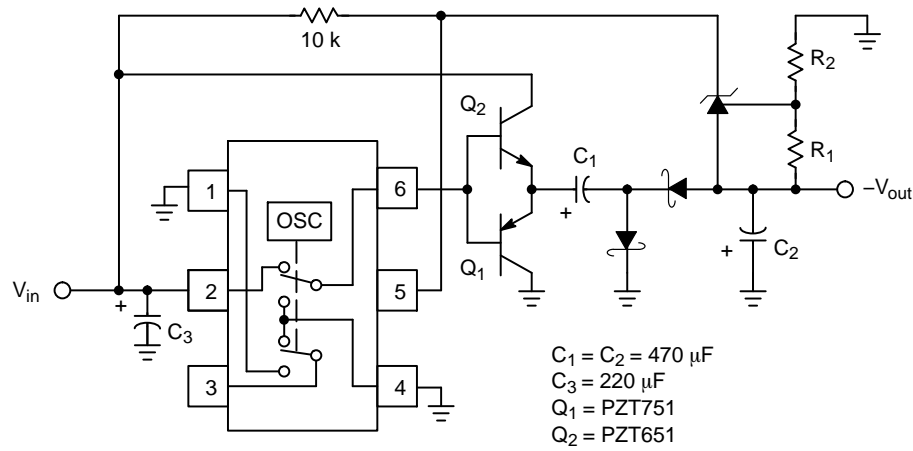 10 k
R2
Q2
C1
R1
1
6
OSC
+
−Vout
Q1
+
C2
Vin
2
5
+
C3
3
4
C1 = C2 = 470 μF
C3 = 220 μF
Q1 = PZT751
Q2 = PZT651